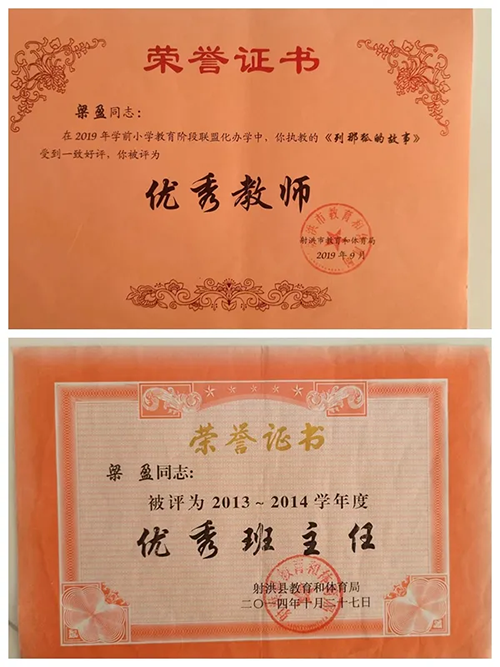 荣誉证书
梁盈同志：
在2019年学前小学教育阶段联盟化办学中，你执教的《列那狐的故事》
受到一致好评，你被评为
优秀教师
射洪市教育和体育局
2019年9月
荣誉证书
梁盈同志：
被评为2013~2014学年度
优秀班主任
射洪县教育和体育局
二〇一四年十月二十七日